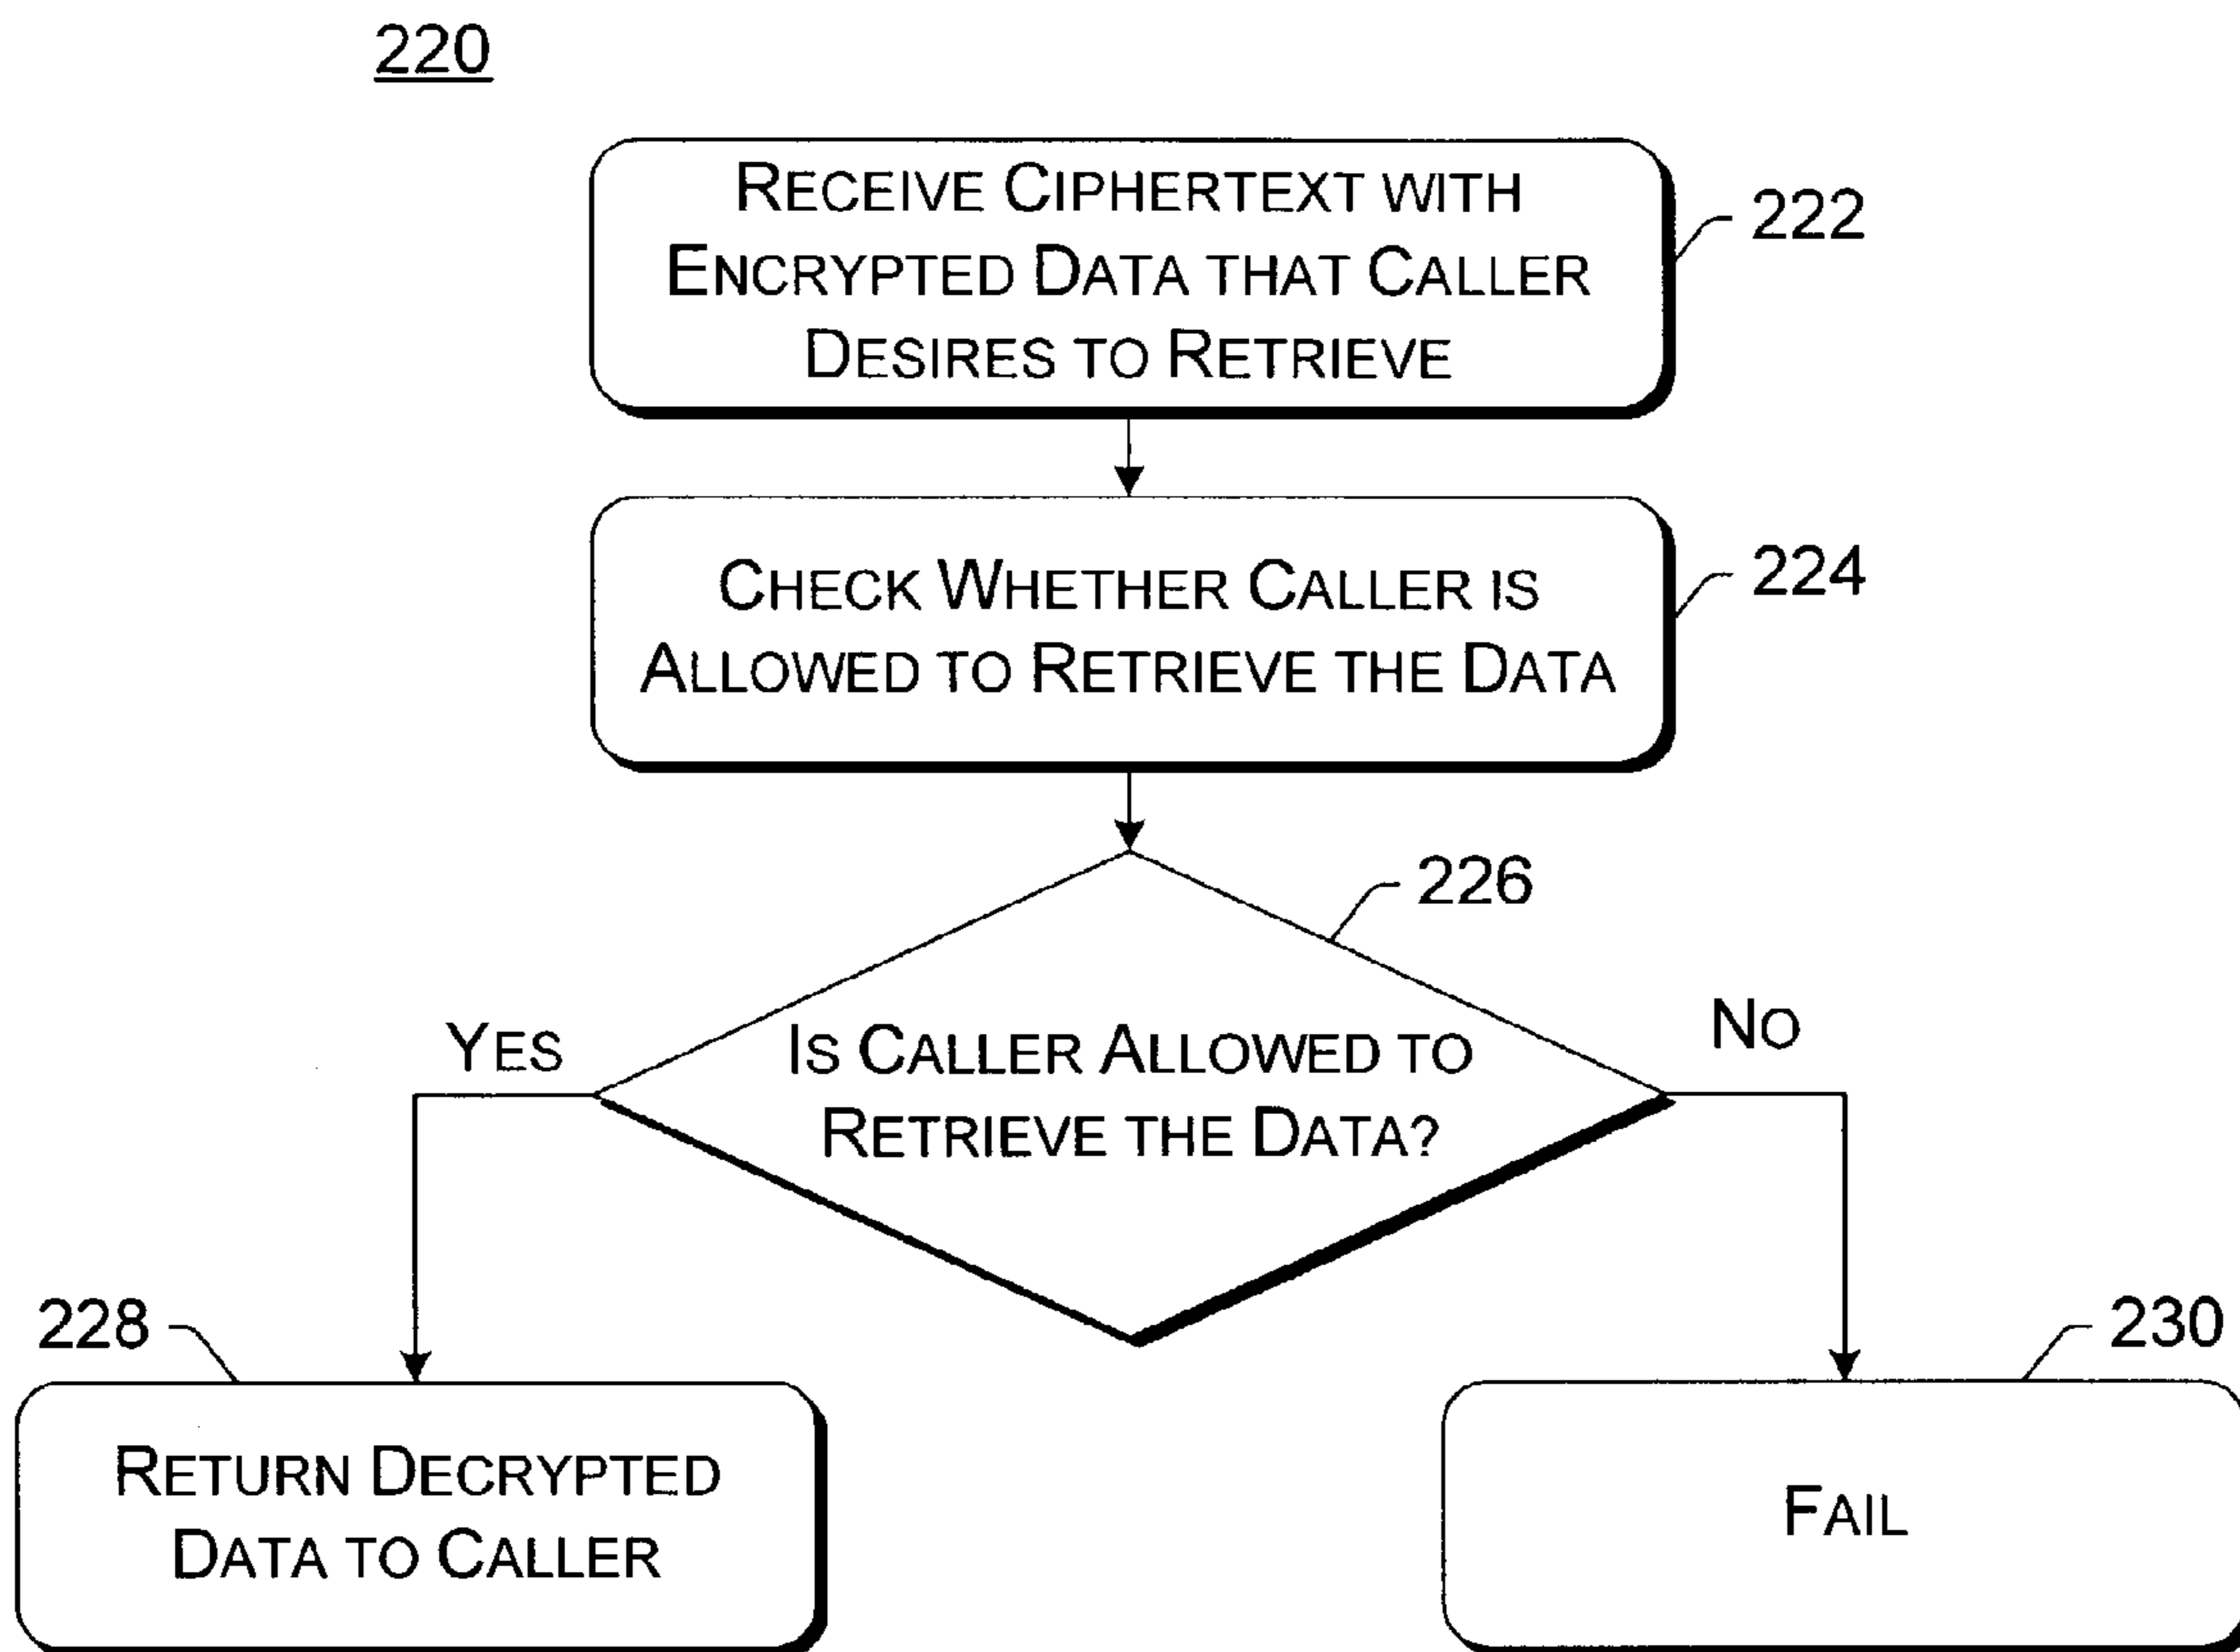 220
RECEIVE CIPHERTEXT WITH
ENCRYPTED DATA THAT CALLER
DESIRES TO RETRIEVE
222
CHECK WHETHER CALLER IS
ALLOWED TO RETRIEVE THE DATA
224
226
YES
IS CALLER ALLOWED TO
RETRIEVE THE DATA?
NO
228
230
RETURN DECRYPTED
DATA TO CALLER
FAIL